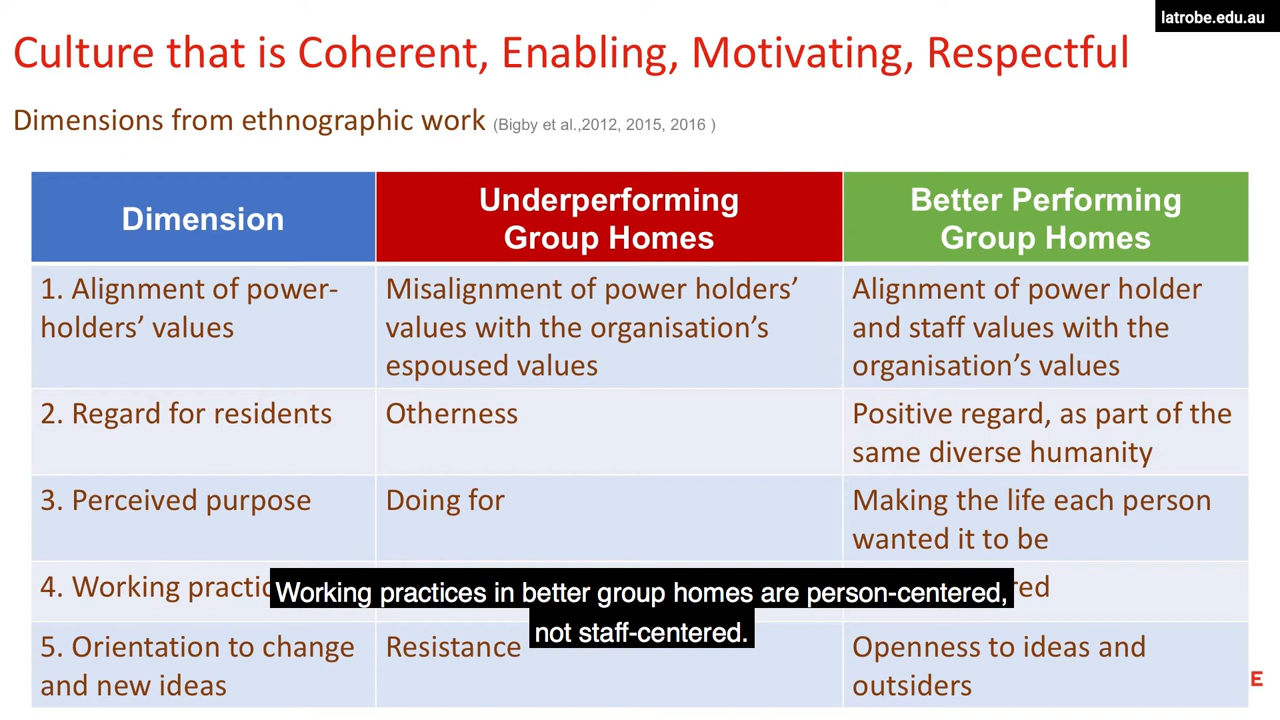 latrobe.edu.au
Culture that is Coherent, Enabling, Motivating, Respectful
Dimensions from ethnographic work (Bigby et al.,2012, 2015, 2016 )
Dimension
Underperforming
Group Homes
Better Performing
Group Homes
1. Alignment of power-
holders’ values
Misalignment of power holders’
values with the organisation’s
espoused values
Alignment of power holder
and staff values with the
organisation’s values
2. Regard for residents
Otherness
Positive regard, as part of the
same diverse humanity
3. Perceived purpose
Doing for
Making the life each person
wanted it to be
4. Working
Working practices in better group homes are person-centered,
not staff-centered.
5. Orientation to change
and new ideas
Resistance
Openness to ideas and
outsiders